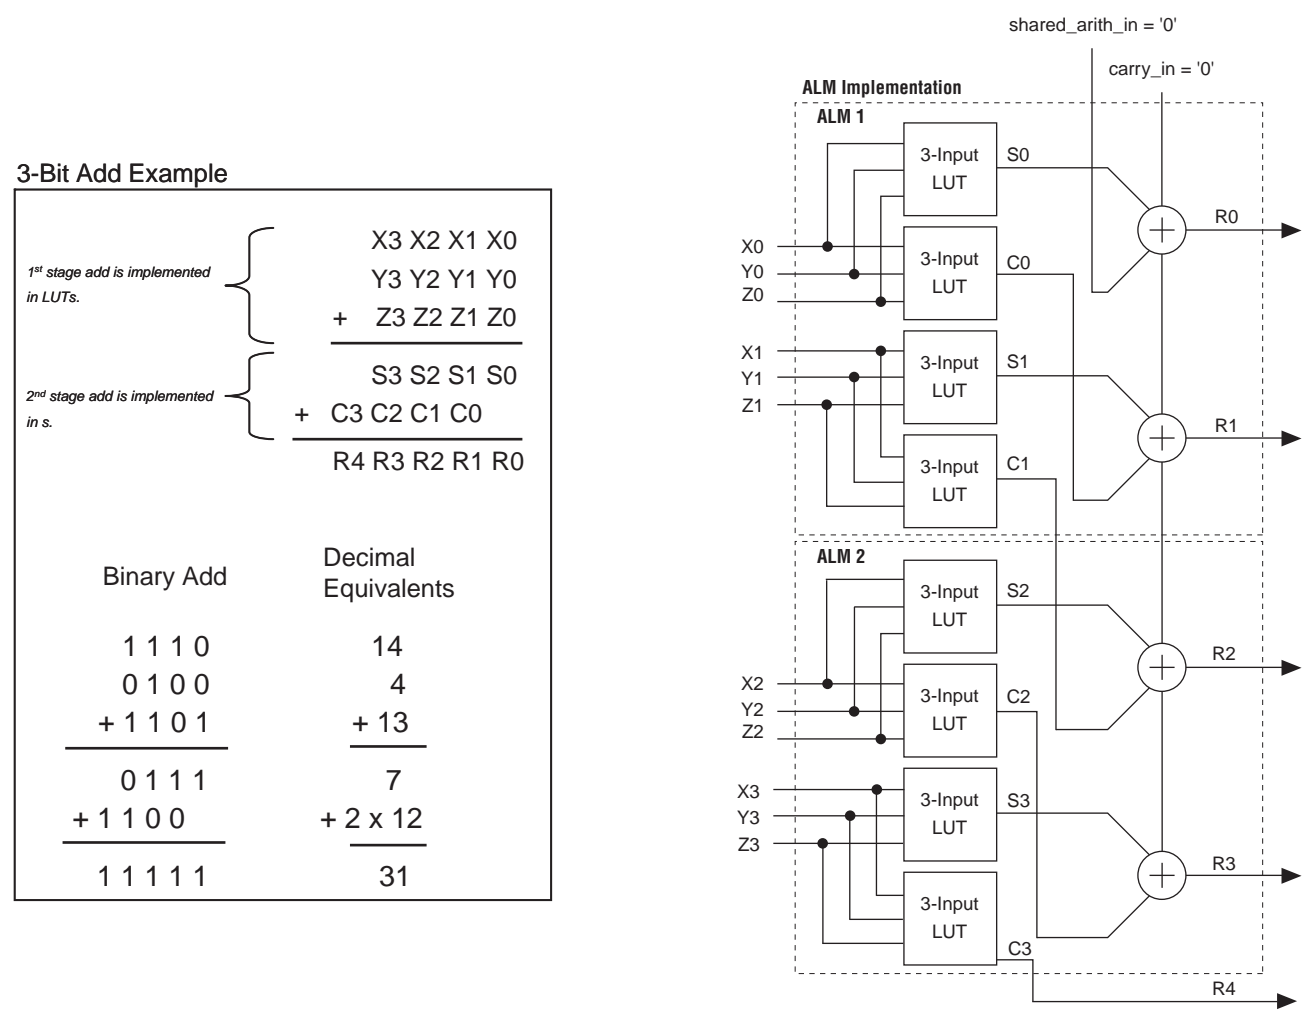 3-Bit Add Example
1st stage add is implemented
in LUTs.
X3 X2 X1 X0
Y3 Y2 Y1 Y0
+ Z3 Z2 Z1 Z0
2nd stage add is implemented
in s.
S3 S2 S1 S0
+ C3 C2 C1 C0
R4 R3 R2 R1 R0
Binary Add
Decimal
Equivalents
1 1 1 0
14
0 1 0 0
4
+ 1 1 0 1
+ 13
0 1 1 1
7
+ 1 1 0 0
+ 2 x 12
1 1 1 1 1
31
shared_arith_in = '0'
carry_in = '0'
ALM Implementation
ALM 1
3-Input
LUT
S0
R0
X0
Y0
Z0
3-Input
LUT
C0
X1
Y1
Z1
3-Input
LUT
S1
R1
3-Input
LUT
C1
ALM 2
3-Input
LUT
S2
R2
X2
Y2
Z2
3-Input
LUT
C2
X3
Y3
Z3
3-Input
LUT
S3
R3
3-Input
LUT
C3
R4